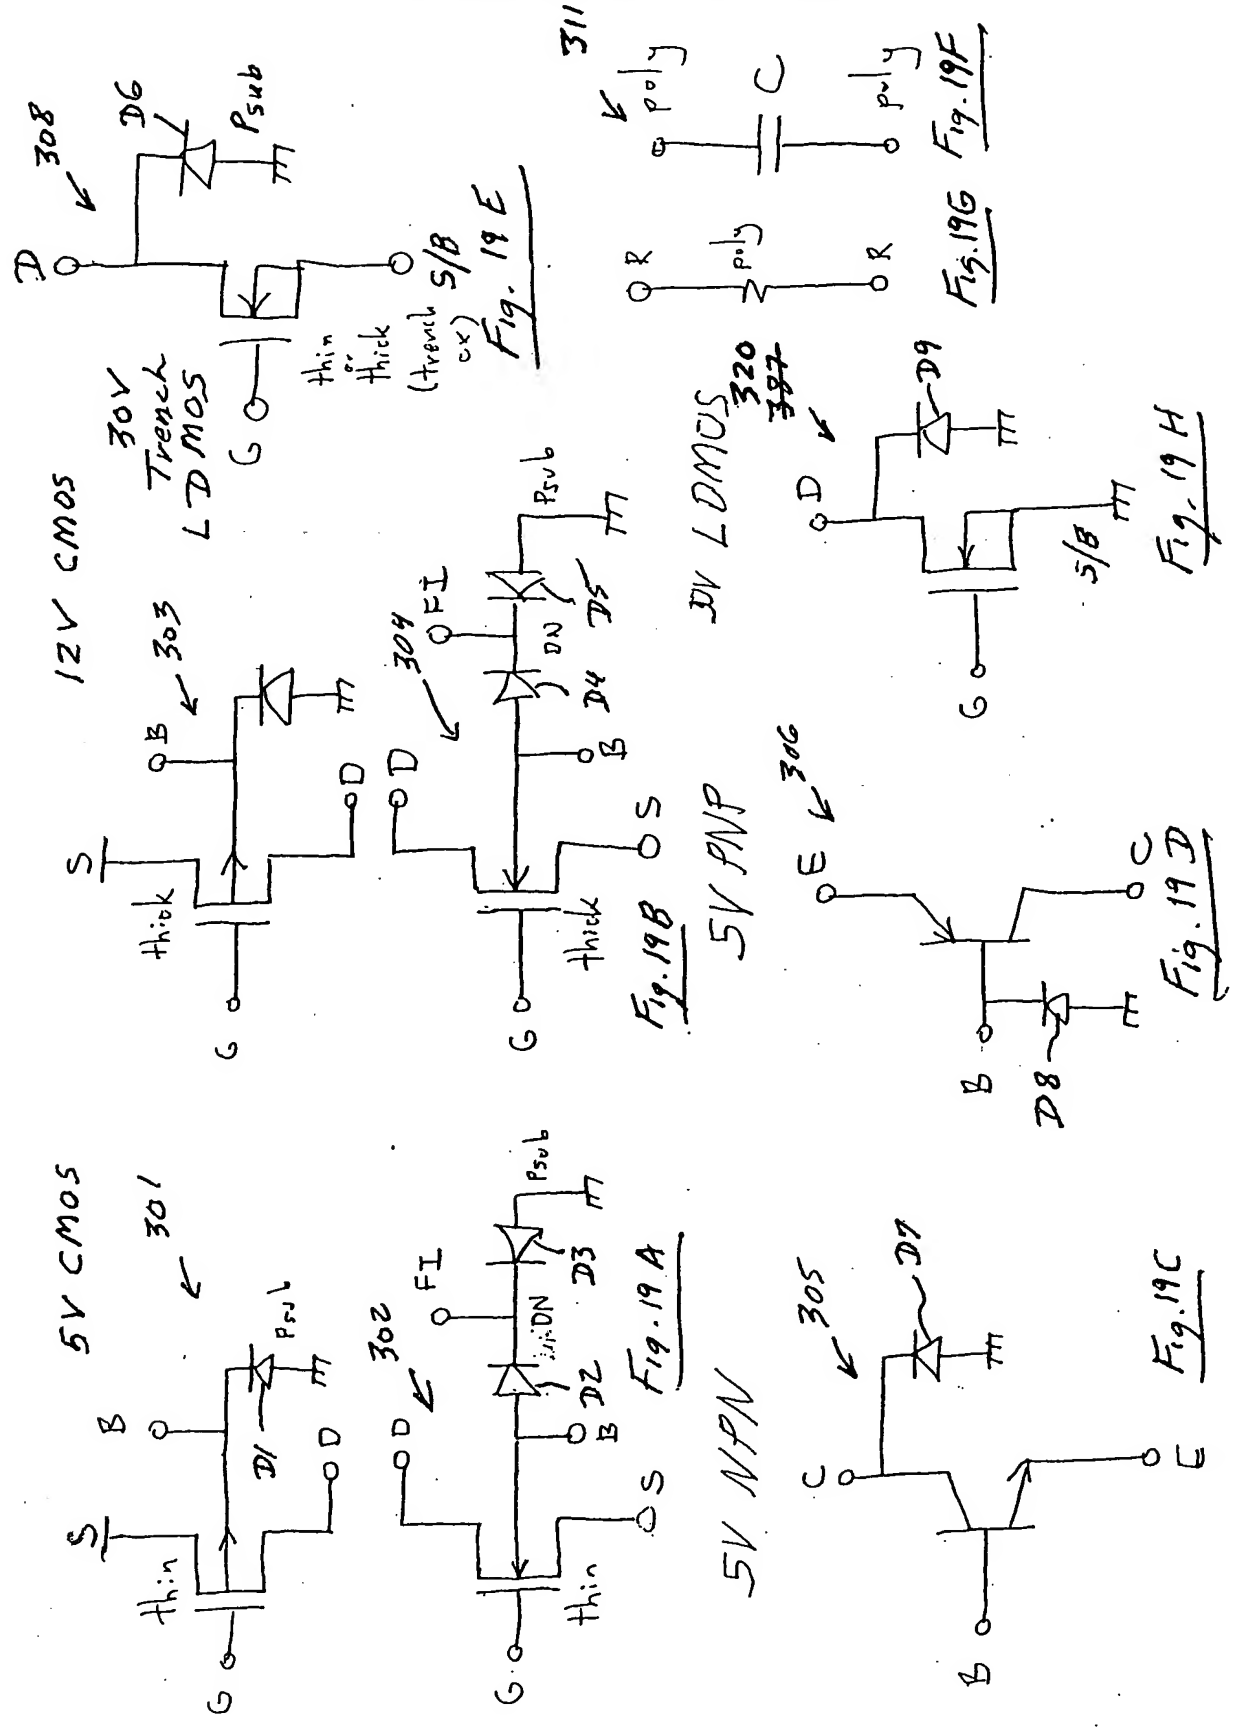 5V CMOS
301
S
B
thin
G
D1
Psub
D
302
D
FI
G
DN
Psub
B
D2
D3
thin
S
Fig. 19A
12V CMOS
303
S
B
thick
G
D
304
D
FI
G
DN
Psub
B
D4
D5
thick
S
Fig. 19B
30V
Trench
LDMOS
308
D
D6
Psub
G
thin
or
thick
(trench
ox)
S/B
Fig. 19E
5V NPN
305
C
D7
B
E
Fig. 19C
5V PNP
306
E
B
D8
C
Fig. 19D
LDMOS
320
387
D
D9
G
S/B
Fig. 19H
R
poly
R
Fig. 19G
311
poly
C
poly
Fig. 19F